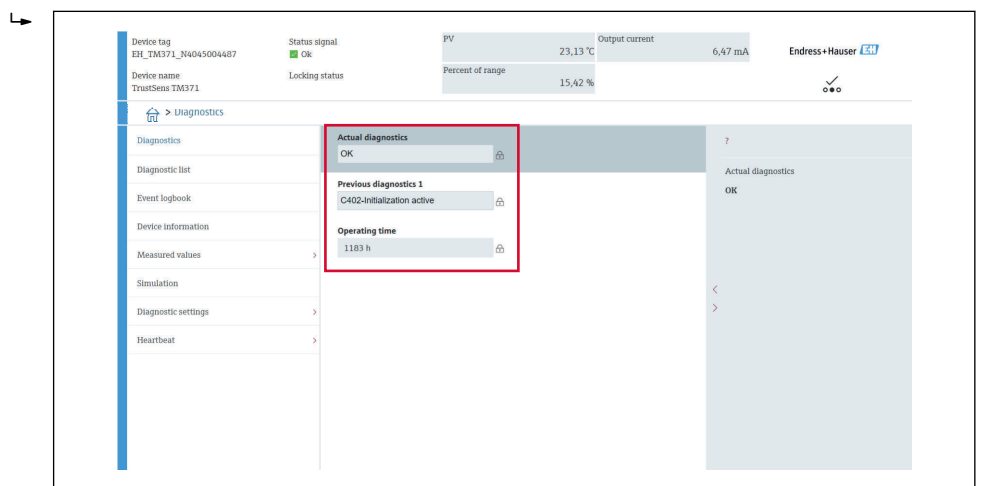 Device tag
EH_TM371_N4045004487
Status signal
Ok
PV
23,13 °C
Output current
6,47 mA
Endress+Hauser EH
Device name
TrustSens TM371
Locking status
Percent of range
15,42 %
> Diagnostics
Diagnostics
Diagnostic list
Event logbook
Device information
Measured values >
Simulation
Diagnostic settings >
Heartbeat >
Actual diagnostics
OK
Previous diagnostics 1
C402-Initialization active
Operating time
1183 h
?
Actual diagnostics
OK
<
>